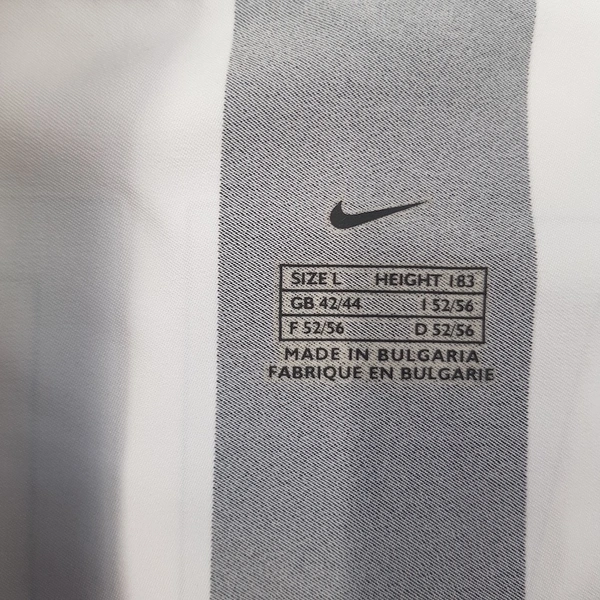 SIZE L HEIGHT 183
GB 42/44 I 52/56
F 52/56 D 52/56
MADE IN BULGARIA
FABRIQUE EN BULGARIE